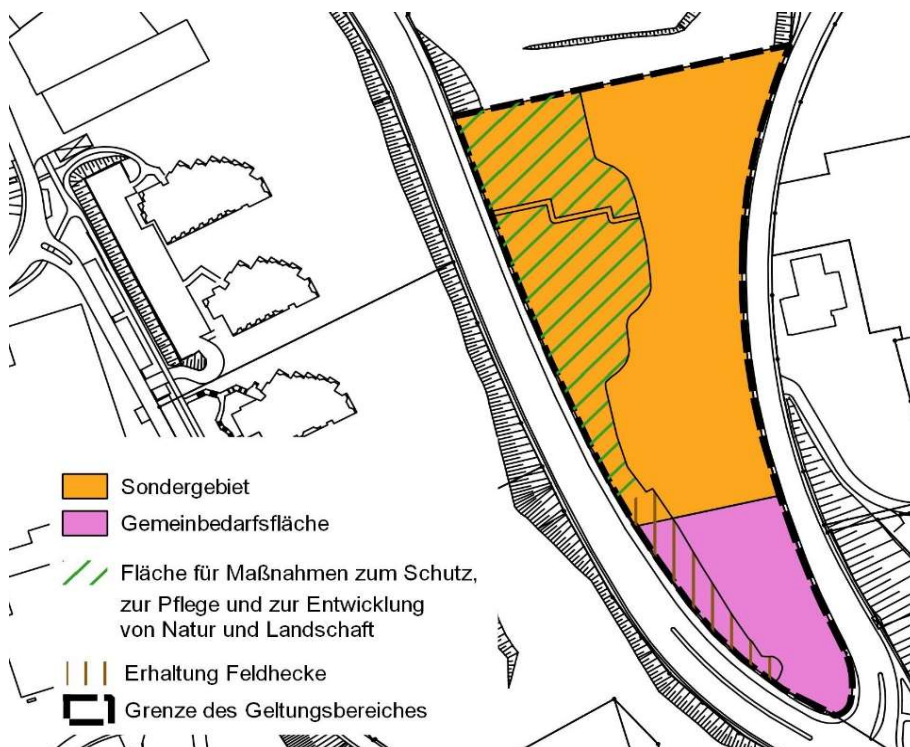 Sondergebiet
Gemeinbedarfsfläche
Fläche für Maßnahmen zum Schutz,
zur Pflege und zur Entwicklung
von Natur und Landschaft
Erhaltung Feldhecke
Grenze des Geltungsbereiches